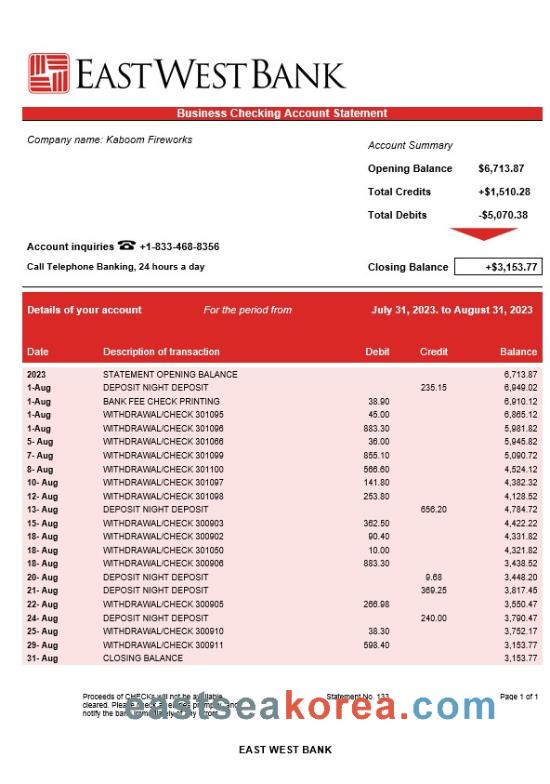 EAST WEST BANK
Business Checking Account Statement
Company name: Kaboom Fireworks
Account Summary
Opening Balance $6,713.87
Total Credits +$1,510.28
Total Debits -$5,070.38
Account inquiries ☎ +1-833-468-8356
Call Telephone Banking, 24 hours a day
Closing Balance +$3,153.77
Details of your account For the period from July 31, 2023. to August 31, 2023
Date Description of transaction Debit Credit Balance
2023 STATEMENT OPENING BALANCE 6,713.87
1-Aug DEPOSIT NIGHT DEPOSIT 235.15 6,949.02
1-Aug BANK FEE CHECK PRINTING 38.90 6,910.12
1-Aug WITHDRAWAL/CHECK 301095 45.00 6,865.12
1-Aug WITHDRAWAL/CHECK 301096 883.30 5,981.82
5- Aug WITHDRAWAL/CHECK 301066 36.00 5,945.82
7- Aug WITHDRAWAL/CHECK 301099 855.10 5,090.72
8- Aug WITHDRAWAL/CHECK 301100 566.60 4,524.12
10- Aug WITHDRAWAL/CHECK 301097 141.80 4,382.32
12- Aug WITHDRAWAL/CHECK 301098 253.80 4,128.52
13- Aug DEPOSIT NIGHT DEPOSIT 656.20 4,784.72
15- Aug WITHDRAWAL/CHECK 300903 362.50 4,422.22
18- Aug WITHDRAWAL/CHECK 300902 90.40 4,331.82
18- Aug WITHDRAWAL/CHECK 301050 10.00 4,321.82
18- Aug WITHDRAWAL/CHECK 300906 883.30 3,438.52
20- Aug DEPOSIT NIGHT DEPOSIT 9.68 3,448.20
21- Aug DEPOSIT NIGHT DEPOSIT 369.25 3,817.45
22- Aug WITHDRAWAL/CHECK 300905 266.98 3,550.47
24- Aug DEPOSIT NIGHT DEPOSIT 240.00 3,790.47
25- Aug WITHDRAWAL/CHECK 300910 38.30 3,752.17
29- Aug WITHDRAWAL/CHECK 300911 598.40 3,153.77
31- Aug CLOSING BALANCE 3,153.77
Proceeds of CHECKs will not be available Statement No. 133 Page 1 of 1
cleared. Please check and
notify the bank immediately of any errors
eastseakorea.com
EAST WEST BANK